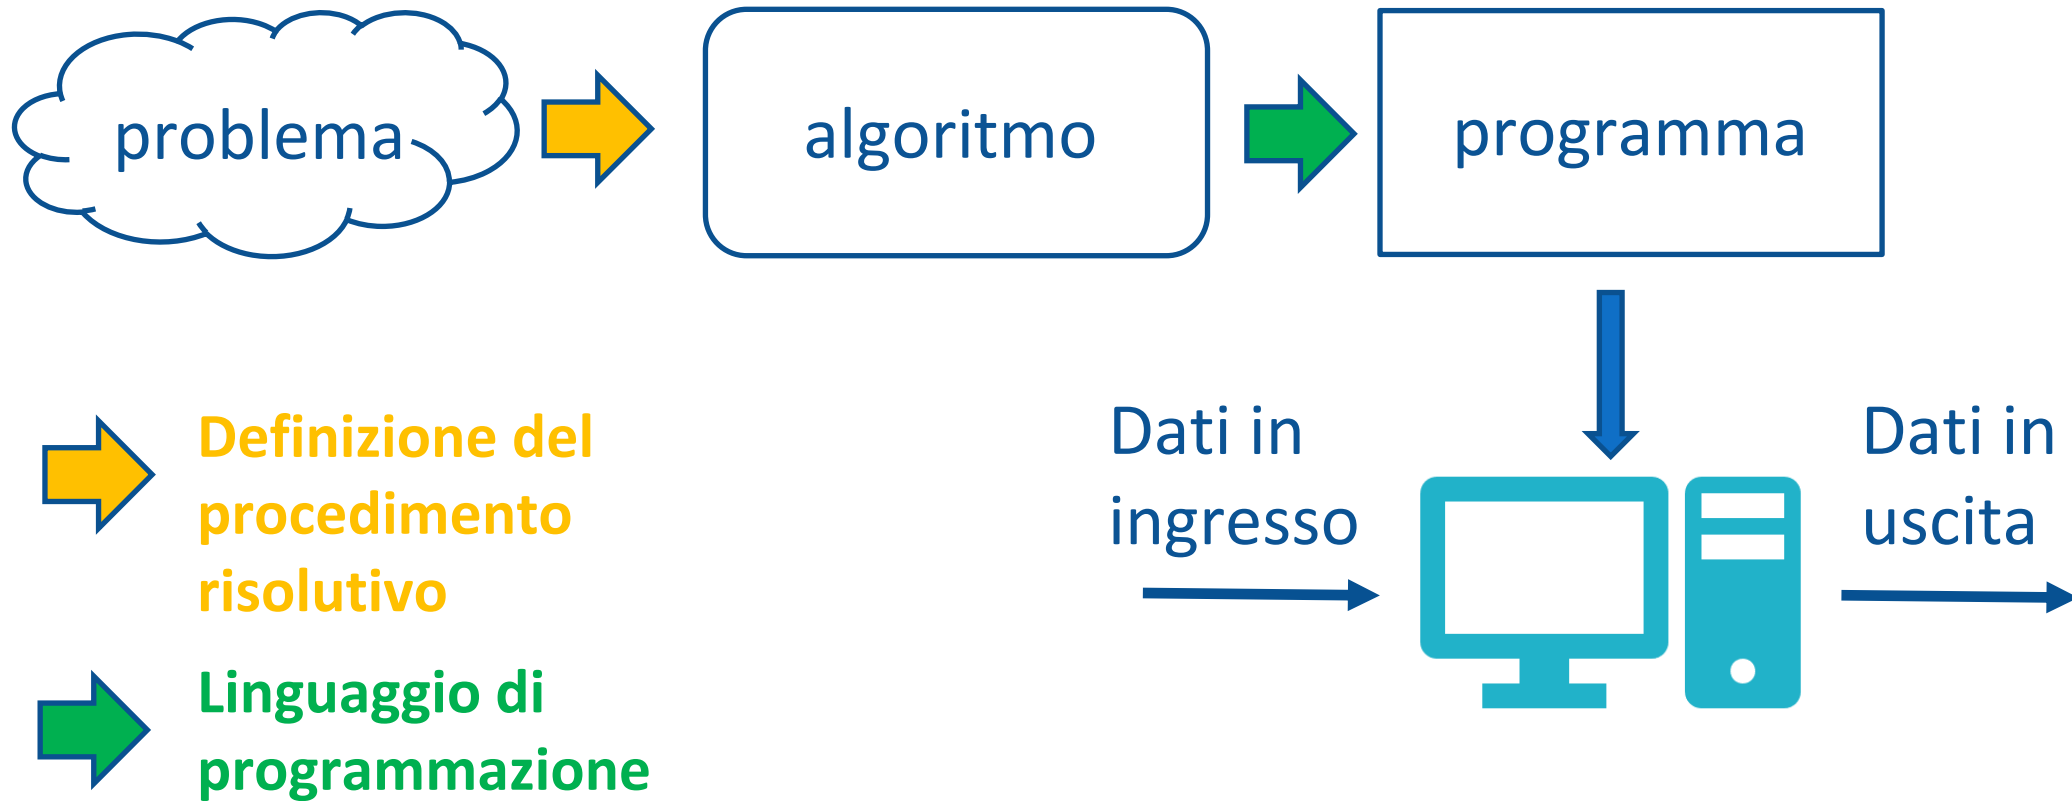 problema
algoritmo
programma
Dati in
ingresso
Dati in
uscita
Definizione del
procedimento
risolutivo
Linguaggio di
programmazione